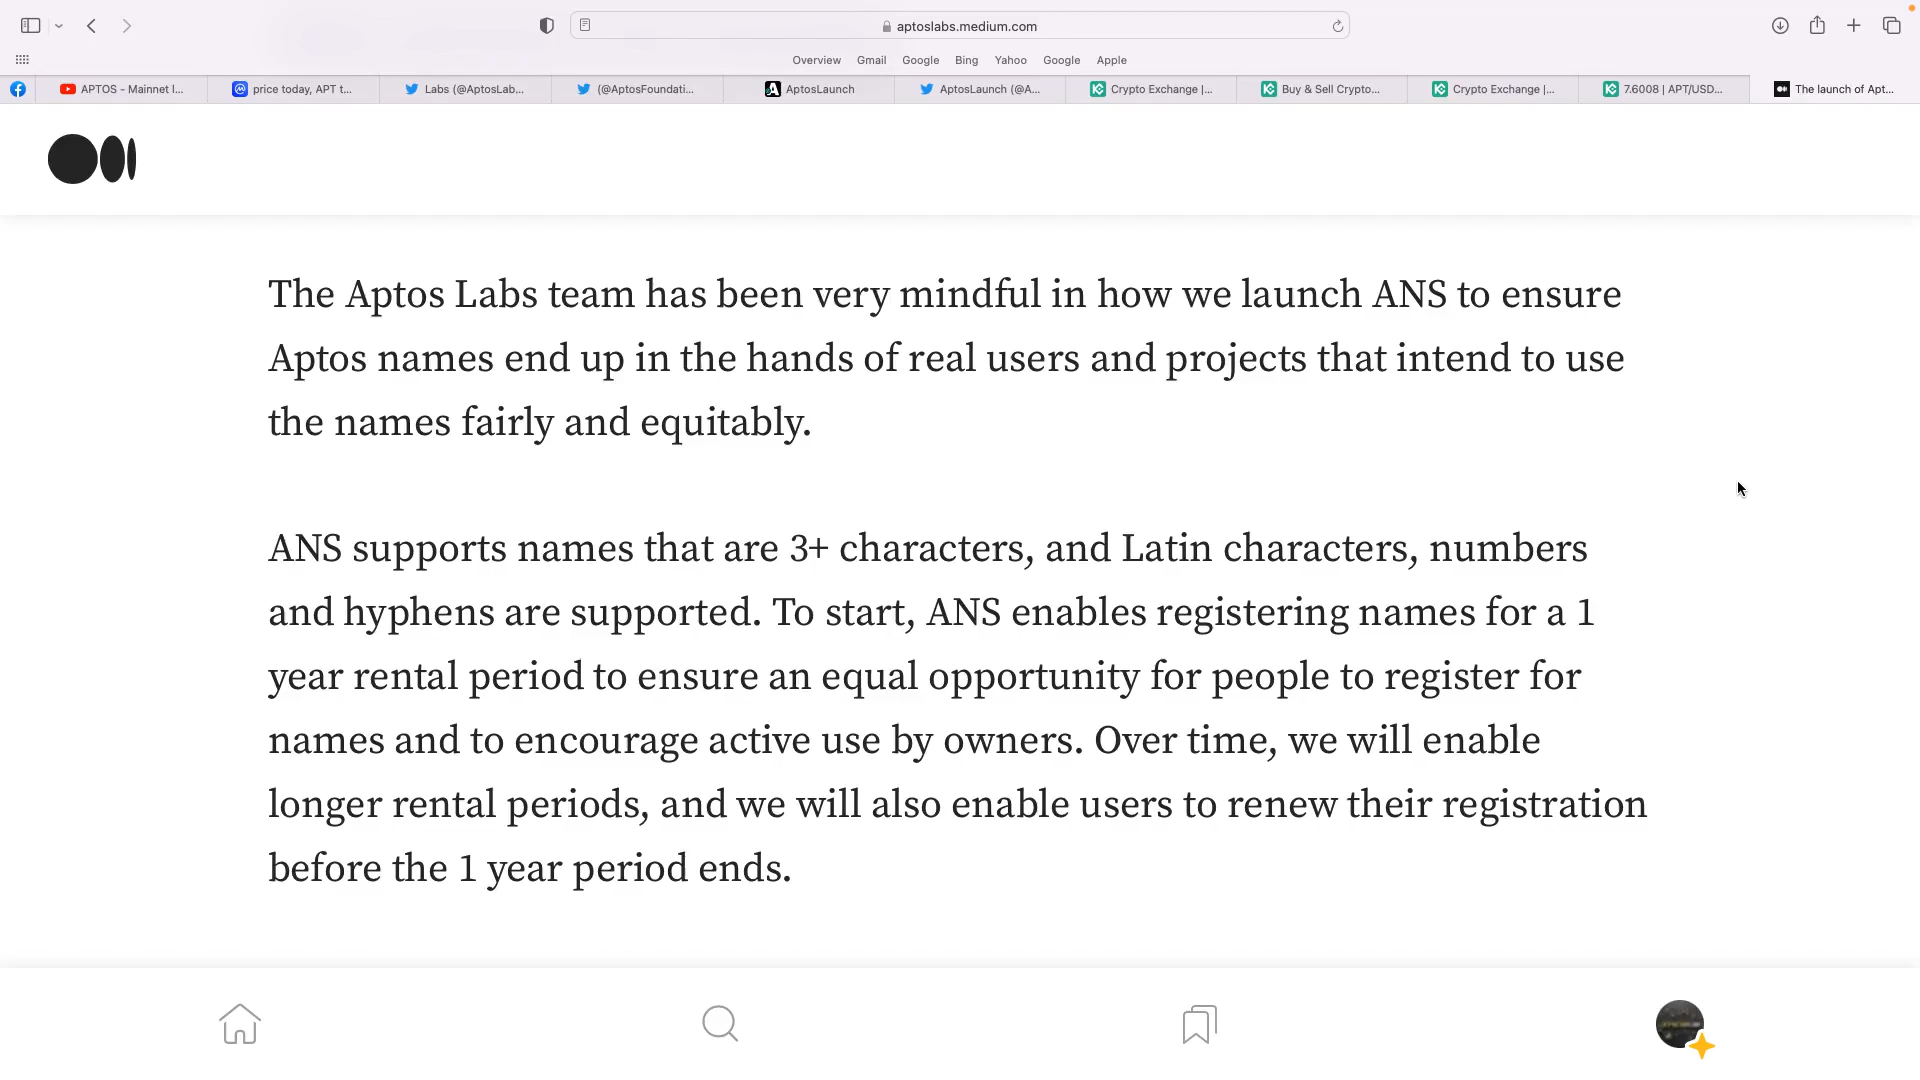 aptoslabs.medium.com
Overview Gmail Google Bing Yahoo Google Apple
APTOS - Mainnet I... price today, APT t... Labs (@AptosLab... (@AptosFoundati... AptosLaunch AptosLaunch (@A... Crypto Exchange |... Buy & Sell Crypto... Crypto Exchange |... 7.6008 | APT/USD... The launch of Apt...
The Aptos Labs team has been very mindful in how we launch ANS to ensure
Aptos names end up in the hands of real users and projects that intend to use
the names fairly and equitably.
ANS supports names that are 3+ characters, and Latin characters, numbers
and hyphens are supported. To start, ANS enables registering names for a 1
year rental period to ensure an equal opportunity for people to register for
names and to encourage active use by owners. Over time, we will enable
longer rental periods, and we will also enable users to renew their registration
before the 1 year period ends.